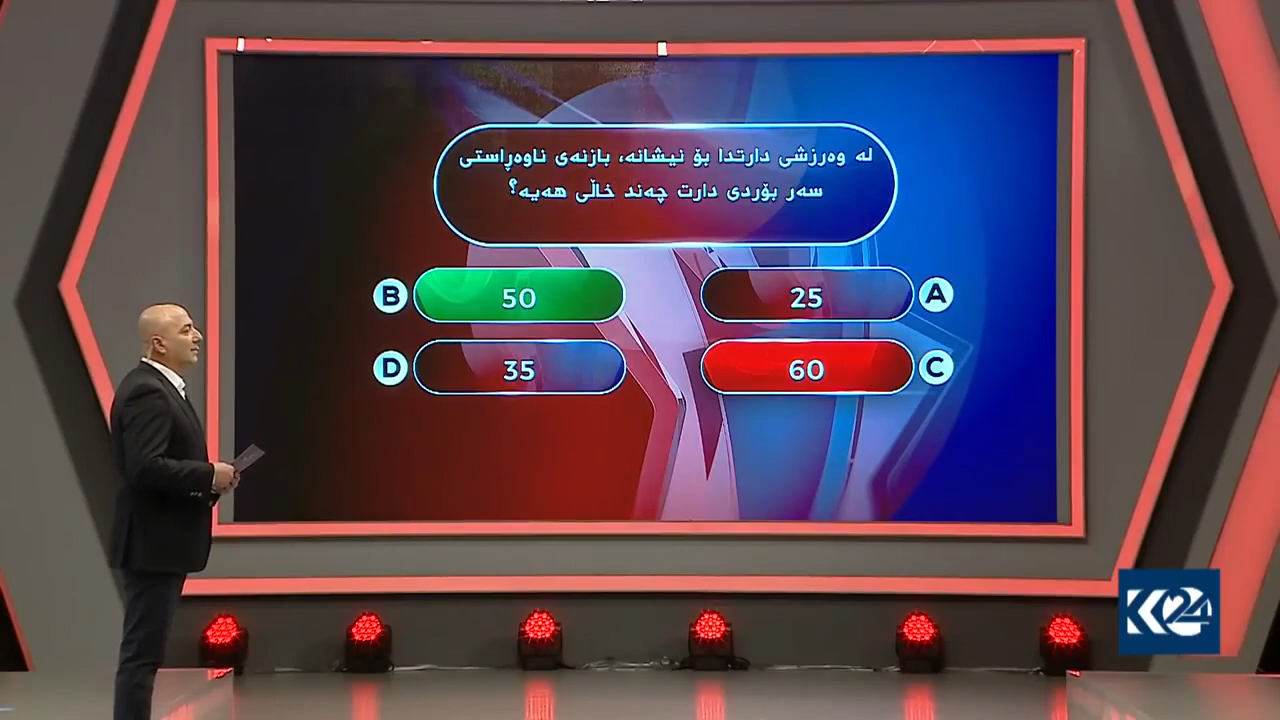 لە وەرزشی دارتدا بۆ نیشانە، بازنەی ناوەڕاستی
سەر بۆردی دارت چەند خاڵی هەیە؟
A 25
B 50
C 60
D 35
K24